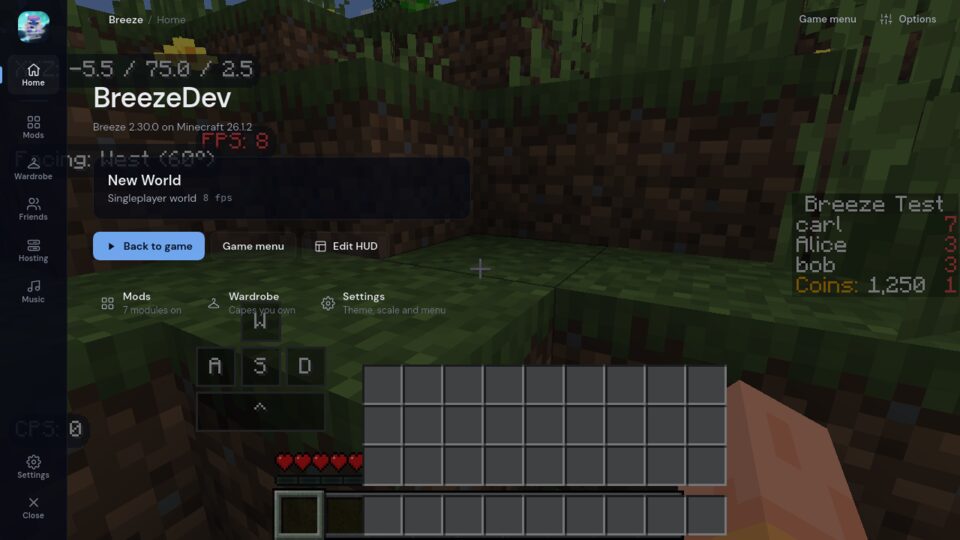 Breeze / Home
Game menu
Options
XYZ: -5.5 / 75.0 / 2.5
Home
BreezeDev
Breeze 2.30.0 on Minecraft 26.1.2
FPS: 8
Mods
Facing: West (60°)
Wardrobe
New World
Singleplayer world 8 fps
Friends
Breeze Test
carl 7
Alice 3
bob 3
Coins: 1,250 1
Back to game
Game menu
Edit HUD
Hosting
Music
Mods
7 modules on
Wardrobe
Capes you own
Settings
Theme, scale and menu
W
A S D
^
CPS: 0
Settings
Close